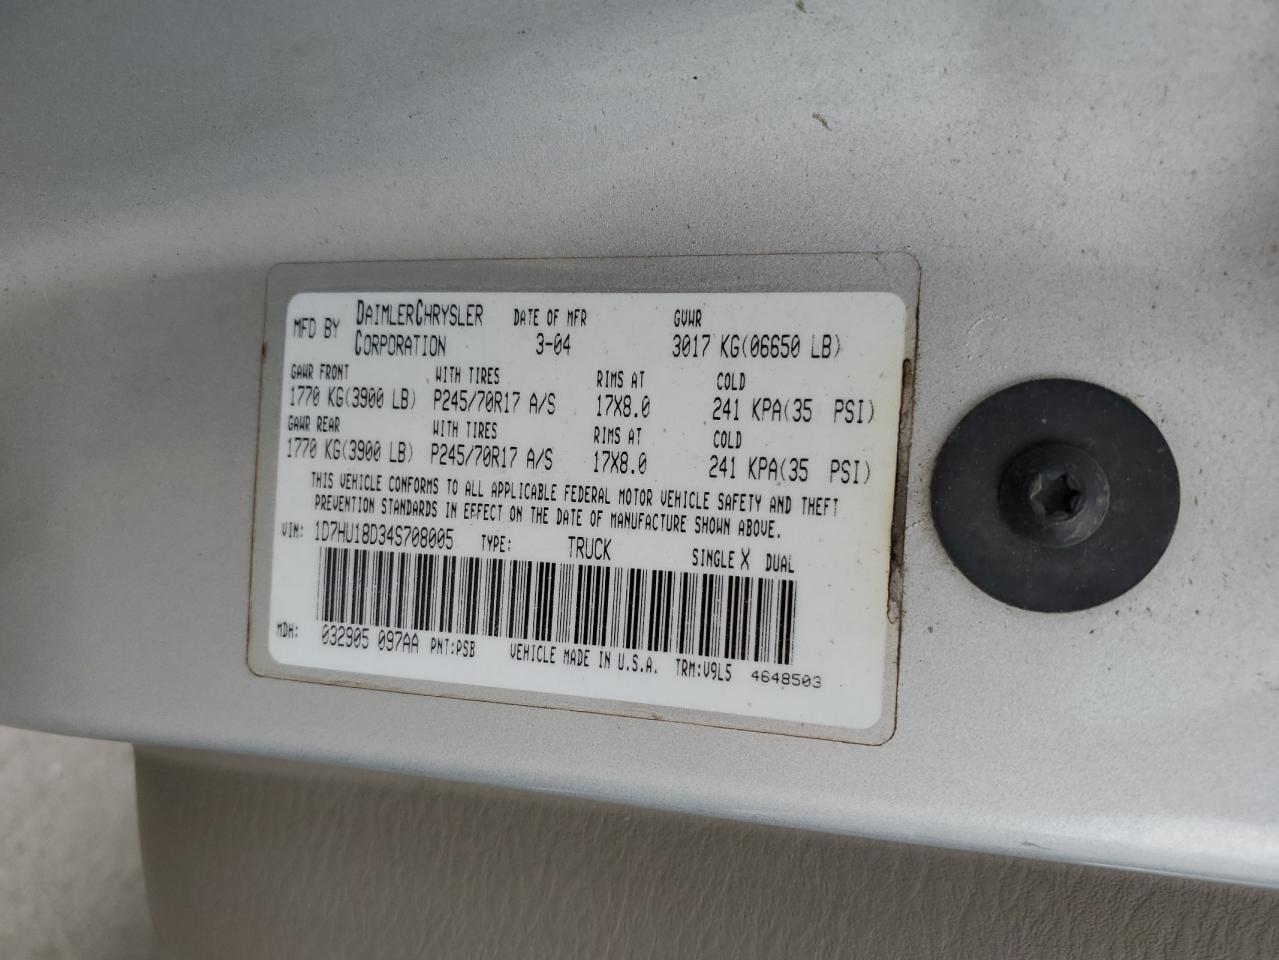 MFD BY DAIMLERCHRYSLER CORPORATION DATE OF MFR 3-04 GVWR 3017 KG(06650 LB)
GAWR FRONT WITH TIRES RIMS AT COLD
1770 KG(3900 LB) P245/70R17 A/S 17X8.0 241 KPA(35 PSI)
GAWR REAR WITH TIRES RIMS AT COLD
1770 KG(3900 LB) P245/70R17 A/S 17X8.0 241 KPA(35 PSI)
THIS VEHICLE CONFORMS TO ALL APPLICABLE FEDERAL MOTOR VEHICLE SAFETY AND THEFT
PREVENTION STANDARDS IN EFFECT ON THE DATE OF MANUFACTURE SHOWN ABOVE.
VIN: 1D7HU18D34S708005 TYPE: TRUCK SINGLE X DUAL
MDH: 032905 097AA PNT:PSB VEHICLE MADE IN U.S.A. TRM:V9L5 4648503